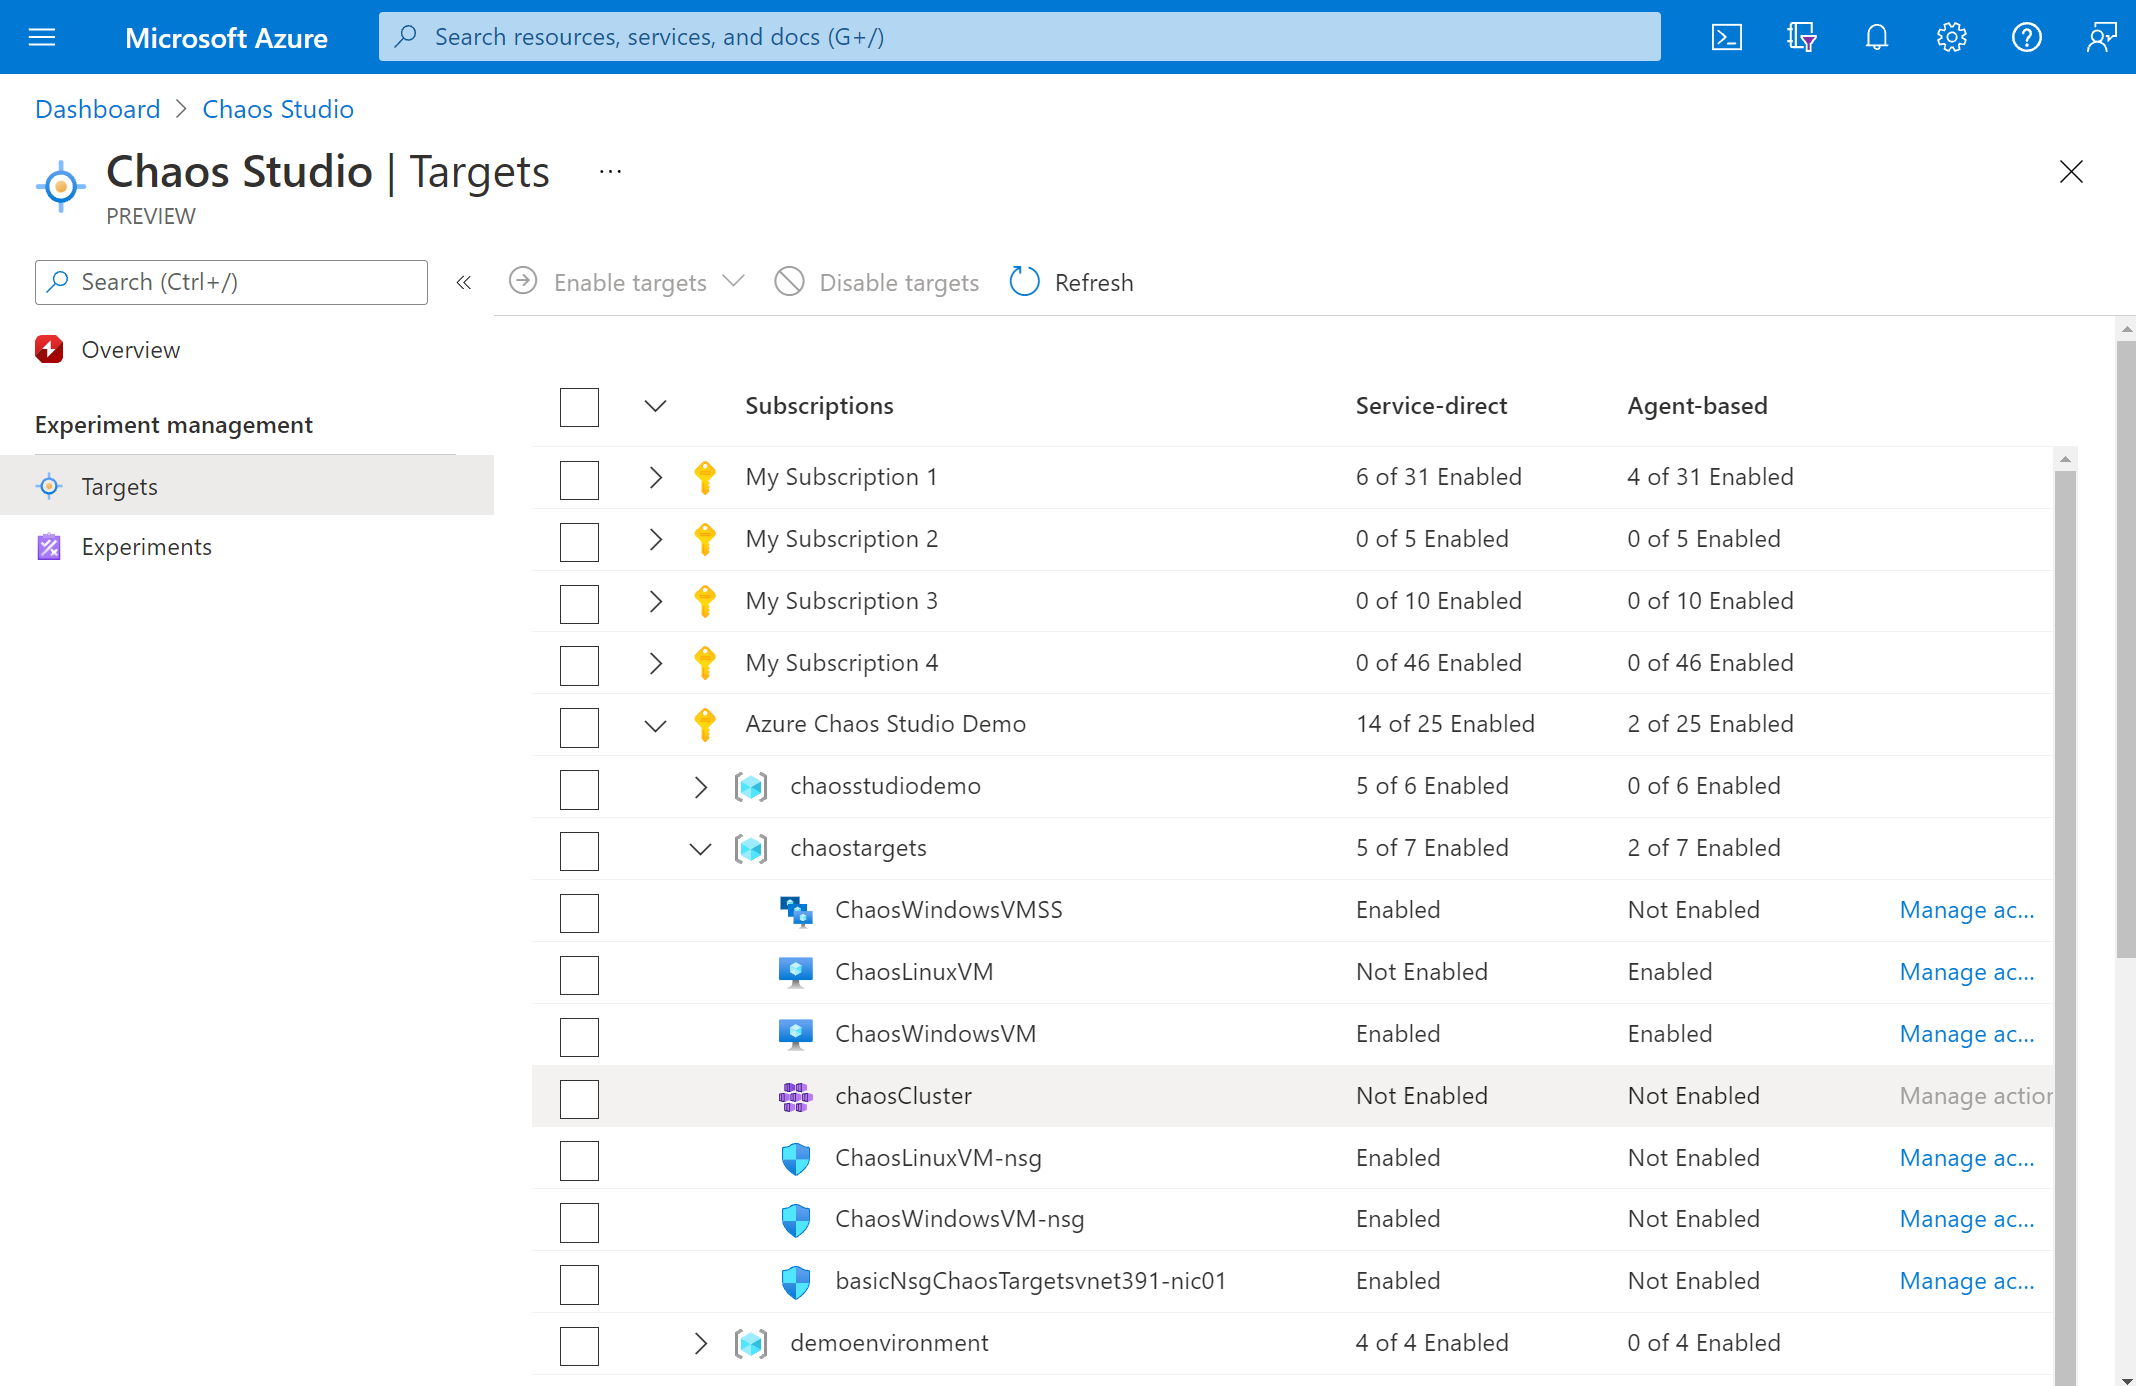 Microsoft Azure
Search resources, services, and docs (G+/)
Dashboard > Chaos Studio
Chaos Studio | Targets ...
PREVIEW
Search (Ctrl+/)
Enable targets
Disable targets
Refresh
Overview
Experiment management
Targets
Experiments
Subscriptions Service-direct Agent-based
My Subscription 1 6 of 31 Enabled 4 of 31 Enabled
My Subscription 2 0 of 5 Enabled 0 of 5 Enabled
My Subscription 3 0 of 10 Enabled 0 of 10 Enabled
My Subscription 4 0 of 46 Enabled 0 of 46 Enabled
Azure Chaos Studio Demo 14 of 25 Enabled 2 of 25 Enabled
chaosstudiodemo 5 of 6 Enabled 0 of 6 Enabled
chaostargets 5 of 7 Enabled 2 of 7 Enabled
ChaosWindowsVMSS Enabled Not Enabled Manage ac...
ChaosLinuxVM Not Enabled Enabled Manage ac...
ChaosWindowsVM Enabled Enabled Manage ac...
chaosCluster Not Enabled Not Enabled Manage action
ChaosLinuxVM-nsg Enabled Not Enabled Manage ac...
ChaosWindowsVM-nsg Enabled Not Enabled Manage ac...
basicNsgChaosTargetsvnet391-nic01 Enabled Not Enabled Manage ac...
demoenvironment 4 of 4 Enabled 0 of 4 Enabled